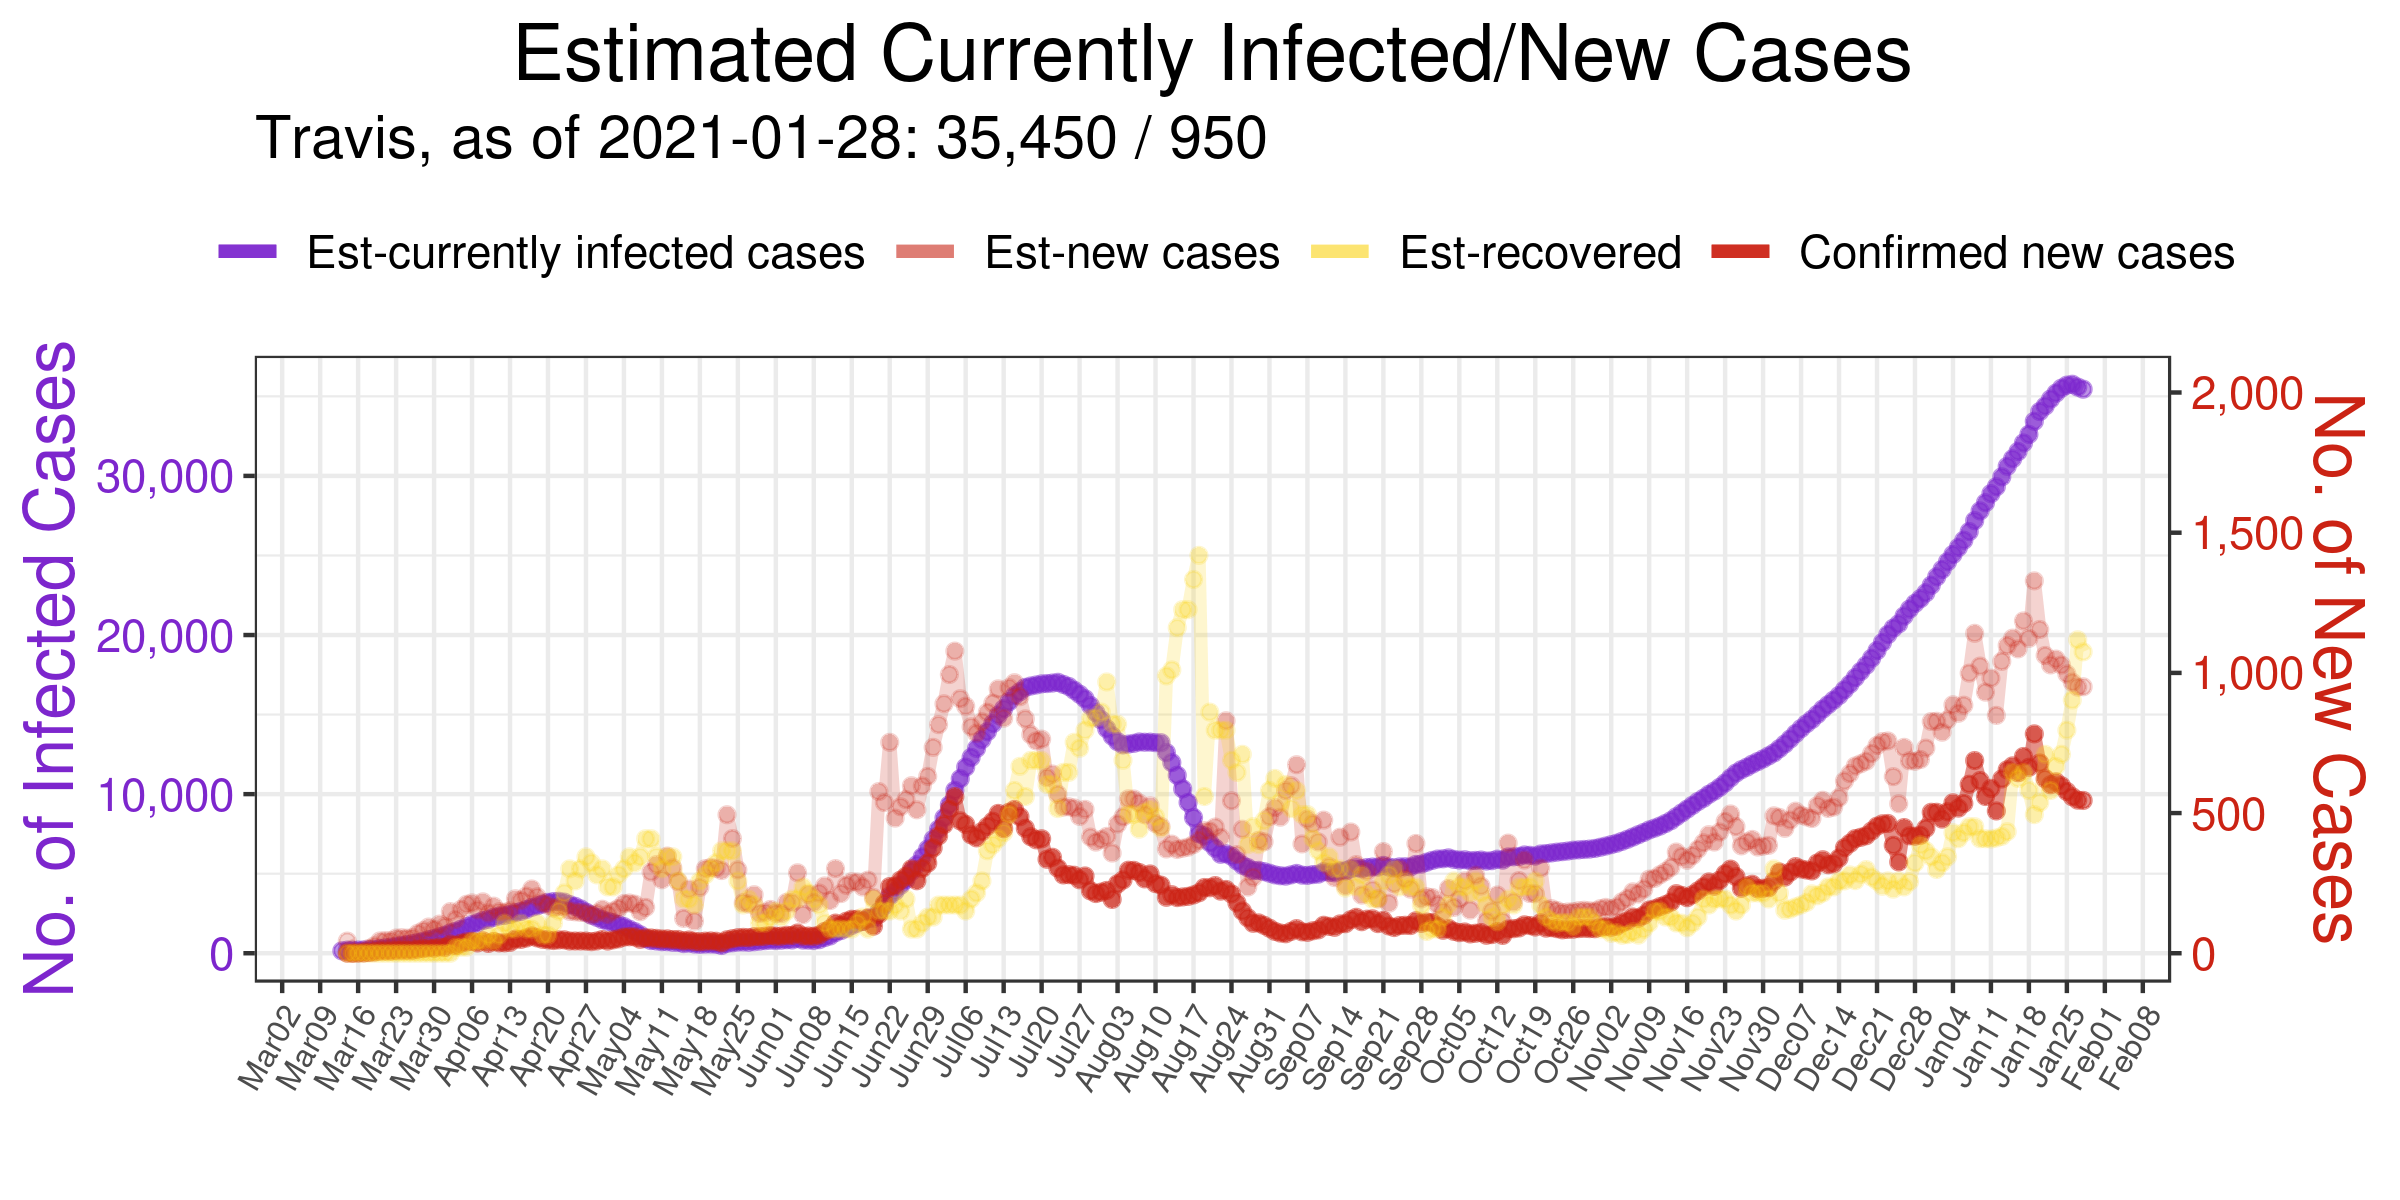 Estimated Currently Infected/New Cases
Travis, as of 2021-01-28: 35,450 / 950
Est-currently infected cases Est-new cases Est-recovered Confirmed new cases
No. of Infected Cases
30,000
20,000
10,000
0
2,000
1,500
1,000
500
0
No. of New Cases
Mar02 Mar09 Mar16 Mar23 Mar30 Apr06 Apr13 Apr20 Apr27 May04 May11 May18 May25 Jun01 Jun08 Jun15 Jun22 Jun29 Jul06 Jul13 Jul20 Jul27 Aug03 Aug10 Aug17 Aug24 Aug31 Sep07 Sep14 Sep21 Sep28 Oct05 Oct12 Oct19 Oct26 Nov02 Nov09 Nov16 Nov23 Nov30 Dec07 Dec14 Dec21 Dec28 Dec04 Jan11 Jan18 Jan25 Feb01 Feb08